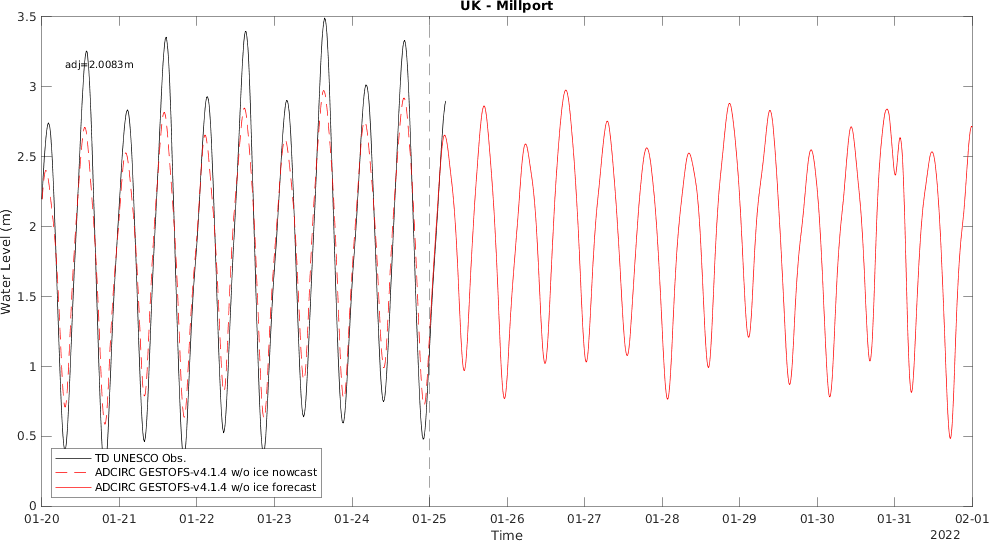 UK - Millport
3.5
adj=2.0083m
3
2.5
2
1.5
1
0.5
0
Water Level (m)
TD UNESCO Obs.
ADCIRC GESTOFS-v4.1.4 w/o ice nowcast
ADCIRC GESTOFS-v4.1.4 w/o ice forecast
01-20 01-21 01-22 01-23 01-24 01-25 01-26 01-27 01-28 01-29 01-30 01-31 02-01
Time
2022